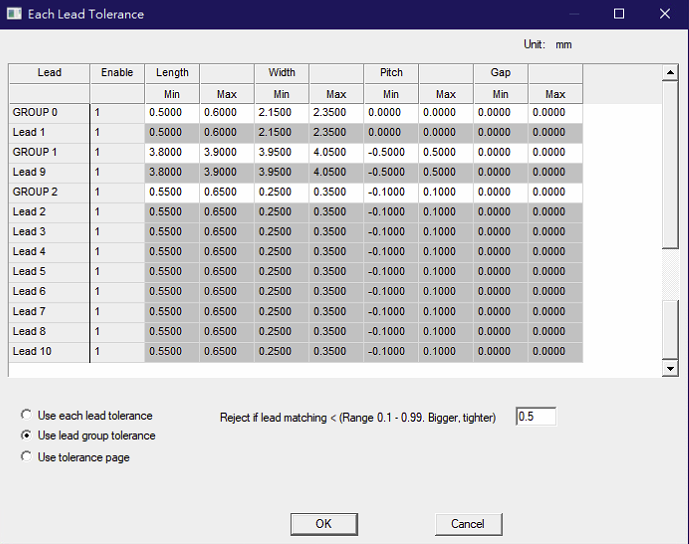 Each Lead Tolerance
Unit: mm
Lead Enable Length Width Pitch Gap
Min Max Min Max Min Max Min Max
GROUP 0 1 0.5000 0.6000 2.1500 2.3500 0.0000 0.0000 0.0000 0.0000
Lead 1 1 0.5000 0.6000 2.1500 2.3500 0.0000 0.0000 0.0000 0.0000
GROUP 1 1 3.8000 3.9000 3.9500 4.0500 -0.5000 0.5000 0.0000 0.0000
Lead 9 1 3.8000 3.9000 3.9500 4.0500 -0.5000 0.5000 0.0000 0.0000
GROUP 2 1 0.5500 0.6500 0.2500 0.3500 -0.1000 0.1000 0.0000 0.0000
Lead 2 1 0.5500 0.6500 0.2500 0.3500 -0.1000 0.1000 0.0000 0.0000
Lead 3 1 0.5500 0.6500 0.2500 0.3500 -0.1000 0.1000 0.0000 0.0000
Lead 4 1 0.5500 0.6500 0.2500 0.3500 -0.1000 0.1000 0.0000 0.0000
Lead 5 1 0.5500 0.6500 0.2500 0.3500 -0.1000 0.1000 0.0000 0.0000
Lead 6 1 0.5500 0.6500 0.2500 0.3500 -0.1000 0.1000 0.0000 0.0000
Lead 7 1 0.5500 0.6500 0.2500 0.3500 -0.1000 0.1000 0.0000 0.0000
Lead 8 1 0.5500 0.6500 0.2500 0.3500 -0.1000 0.1000 0.0000 0.0000
Lead 10 1 0.5500 0.6500 0.2500 0.3500 -0.1000 0.1000 0.0000 0.0000
Use each lead tolerance
Reject if lead matching < (Range 0.1 - 0.99. Bigger, tighter) 0.5
Use lead group tolerance
Use tolerance page
OK Cancel